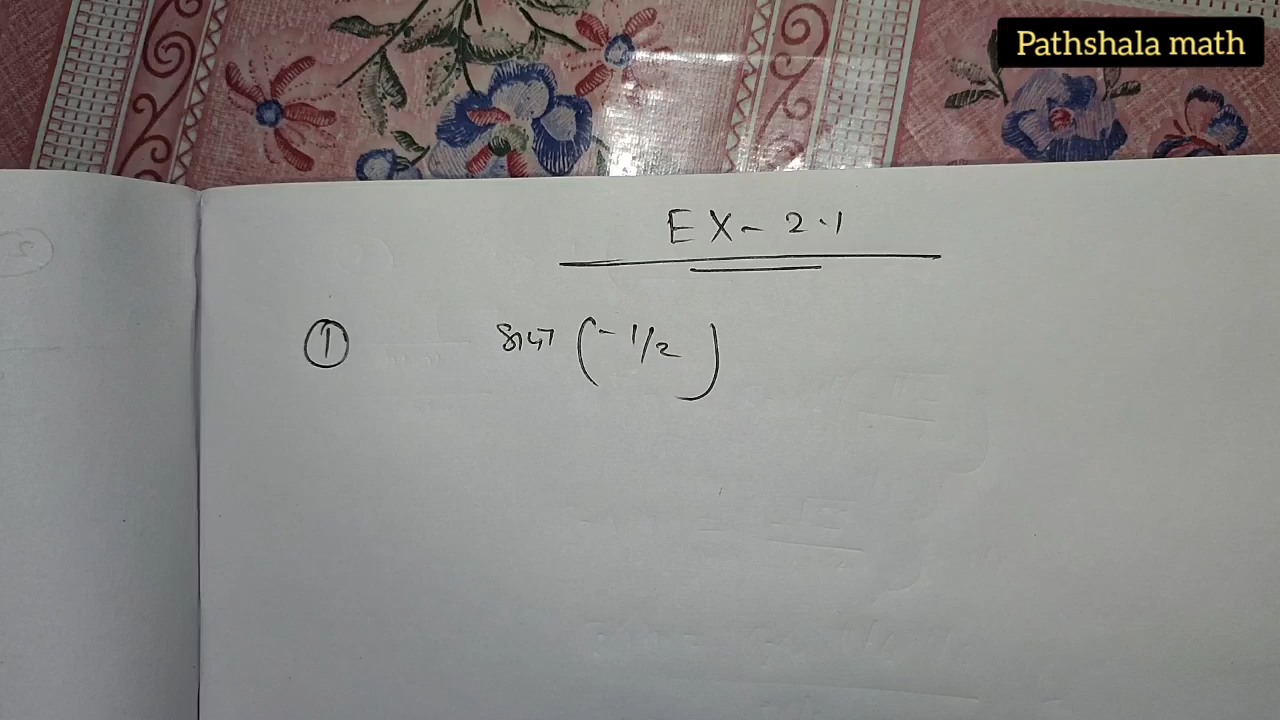 Pathshala math
EX - 2.1
① sin⁻¹ (-1/2)